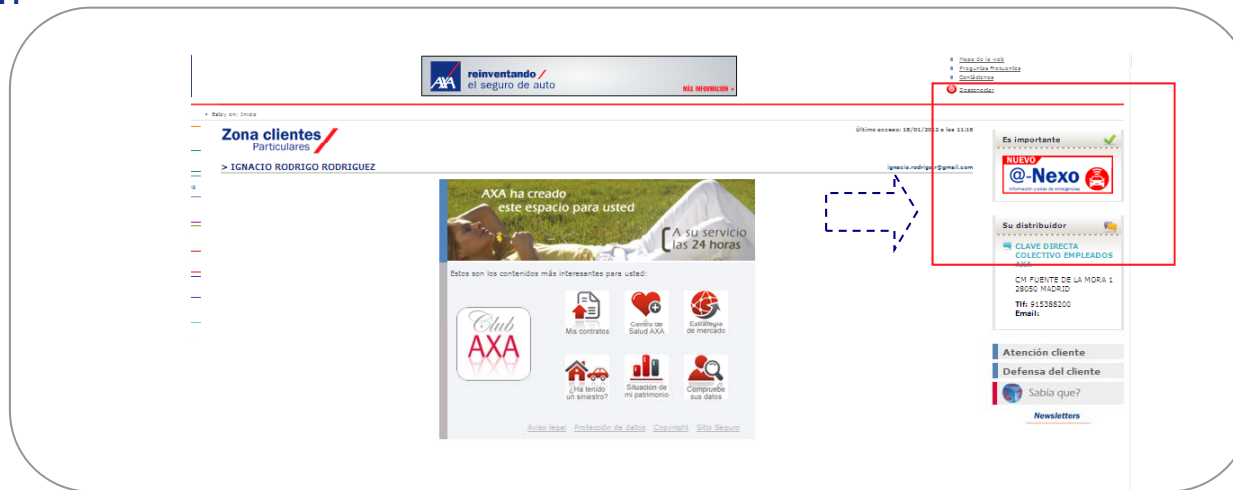 AXA
reinventando /
el seguro de auto
MÁS INFORMACIÓN
Mapa de la web
Preguntas Frecuentes
Contáctenos
Desconectar
Estoy en: Inicio
Zona clientes
Particulares
Último acceso: 18/01/2012 a las 11:18
> IGNACIO RODRIGO RODRIGUEZ
AXA ha creado
este espacio para usted
A su servicio
las 24 horas
Estos son los contenidos más interesantes para usted:
Club
AXA
Mis contratos
Centro de
Salud AXA
Estrategia
de mercado
¿Ha tenido
un siniestro?
Situación de
mi patrimonio
Compruebe
sus datos
Aviso legal Protección de datos Copyright Sitio Seguro
Es importante
NUEVO
@-Nexo
Su distribuidor
CLAVE DIRECTA
COLECTIVO EMPLEADOS
AXA
CM FUENTE DE LA MORA 1
28050 MADRID
Tlf: 915388200
Email:
Atención cliente
Defensa del cliente
Sabía que?
Newsletters